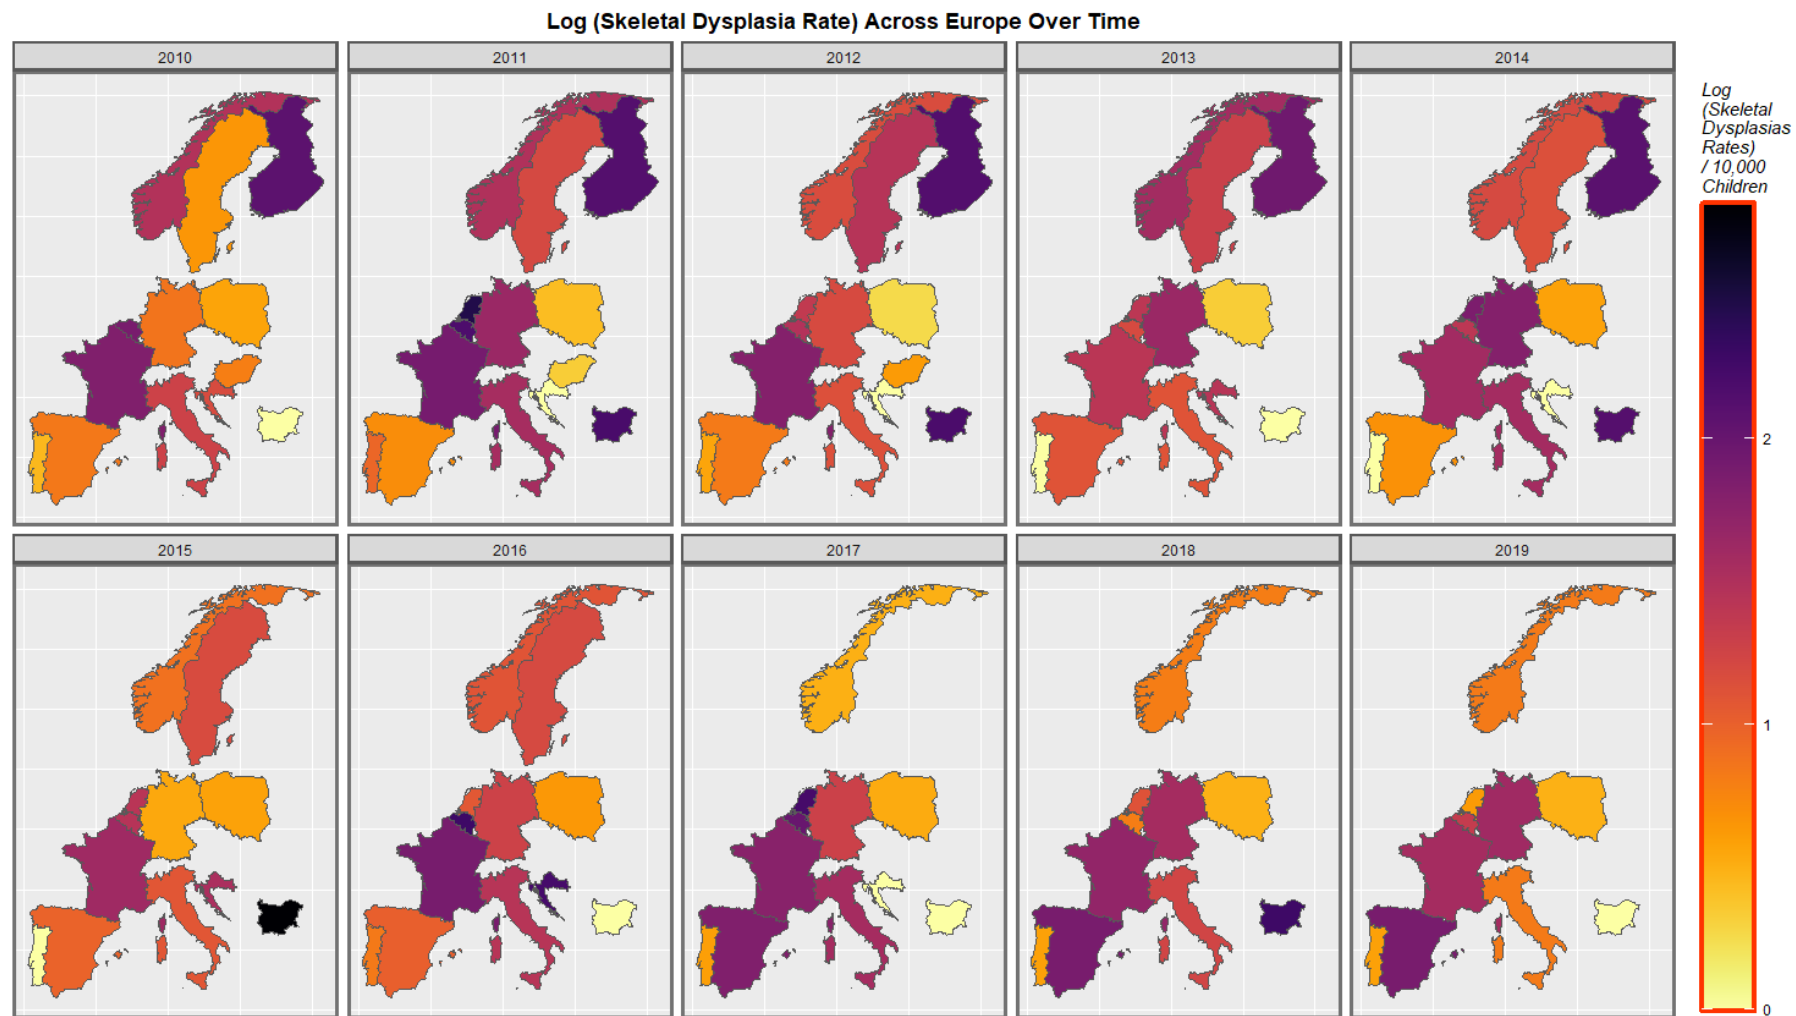 Log (Skeletal Dysplasia Rate) Across Europe Over Time
2010
2011
2012
2013
2014
Log
(Skeletal
Dysplasias
Rates)
/ 10,000
Children
2
1
0
2015
2016
2017
2018
2019